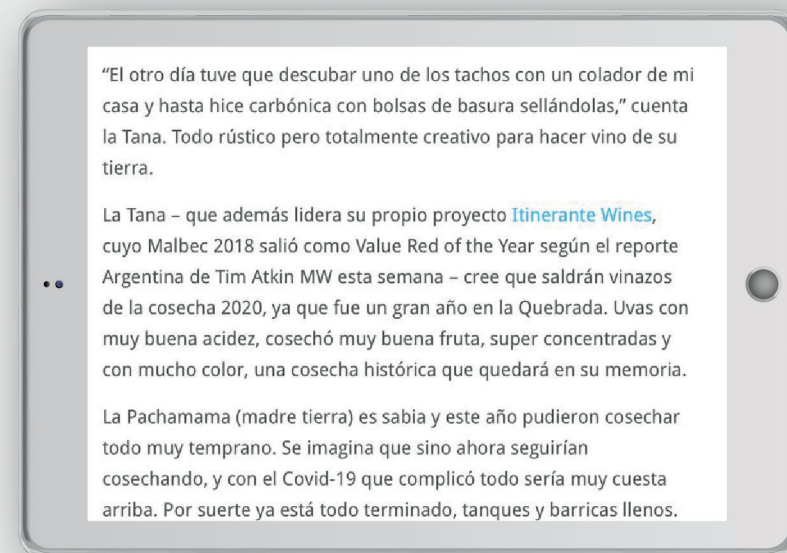 “El otro día tuve que descubar uno de los tachos con un colador de mi
casa y hasta hice carbónica con bolsas de basura sellándolas,” cuenta
la Tana. Todo rústico pero totalmente creativo para hacer vino de su
tierra.
La Tana – que además lidera su propio proyecto Itinerante Wines,
cuyo Malbec 2018 salió como Value Red of the Year según el reporte
Argentina de Tim Atkin MW esta semana – cree que saldrán vinazos
de la cosecha 2020, ya que fue un gran año en la Quebrada. Uvas con
muy buena acidez, cosechó muy buena fruta, super concentradas y
con mucho color, una cosecha histórica que quedará en su memoria.
La Pachamama (madre tierra) es sabia y este año pudieron cosechar
todo muy temprano. Se imagina que sino ahora seguirían
cosechando, y con el Covid-19 que complicó todo sería muy cuesta
arriba. Por suerte ya está todo terminado, tanques y barricas llenos.